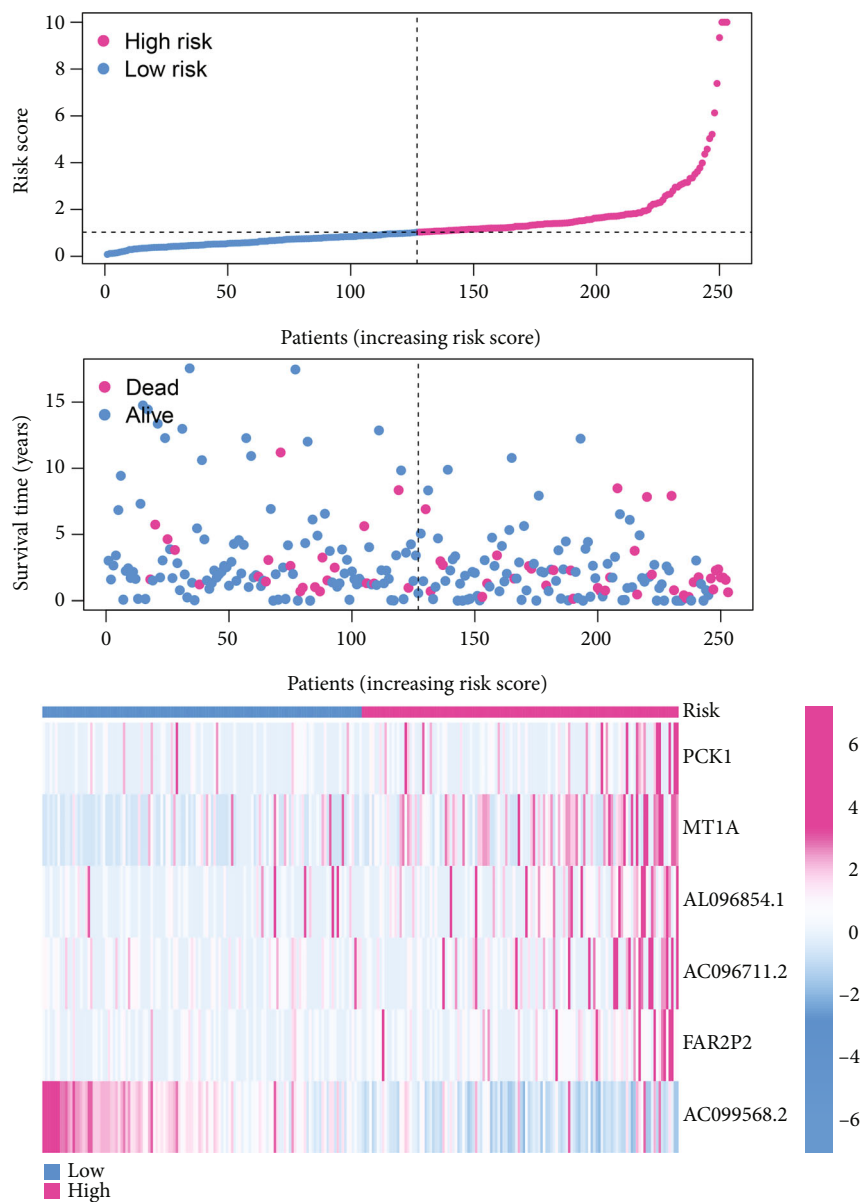 10
8
6
4
2
0
Risk score
High risk
Low risk
0 50 100 150 200 250
Patients (increasing risk score)
15
10
5
0
Survival time (years)
Dead
Alive
0 50 100 150 200 250
Patients (increasing risk score)
Risk
PCK1
MT1A
AL096854.1
AC096711.2
FAR2P2
AC099568.2
6
4
2
0
–2
–4
–6
Low
High